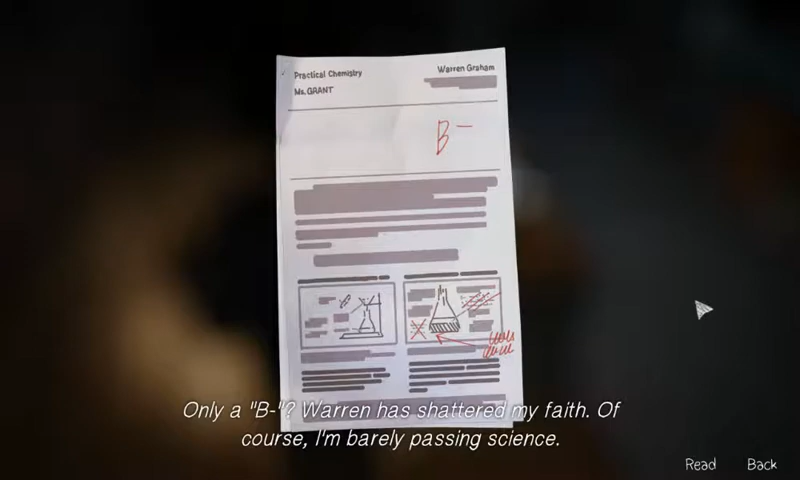 Practical Chemistry
Warren Graham
Ms. GRANT
B-
Only a "B-"? Warren has shattered my faith. Of
course, I'm barely passing science.
Read
Back